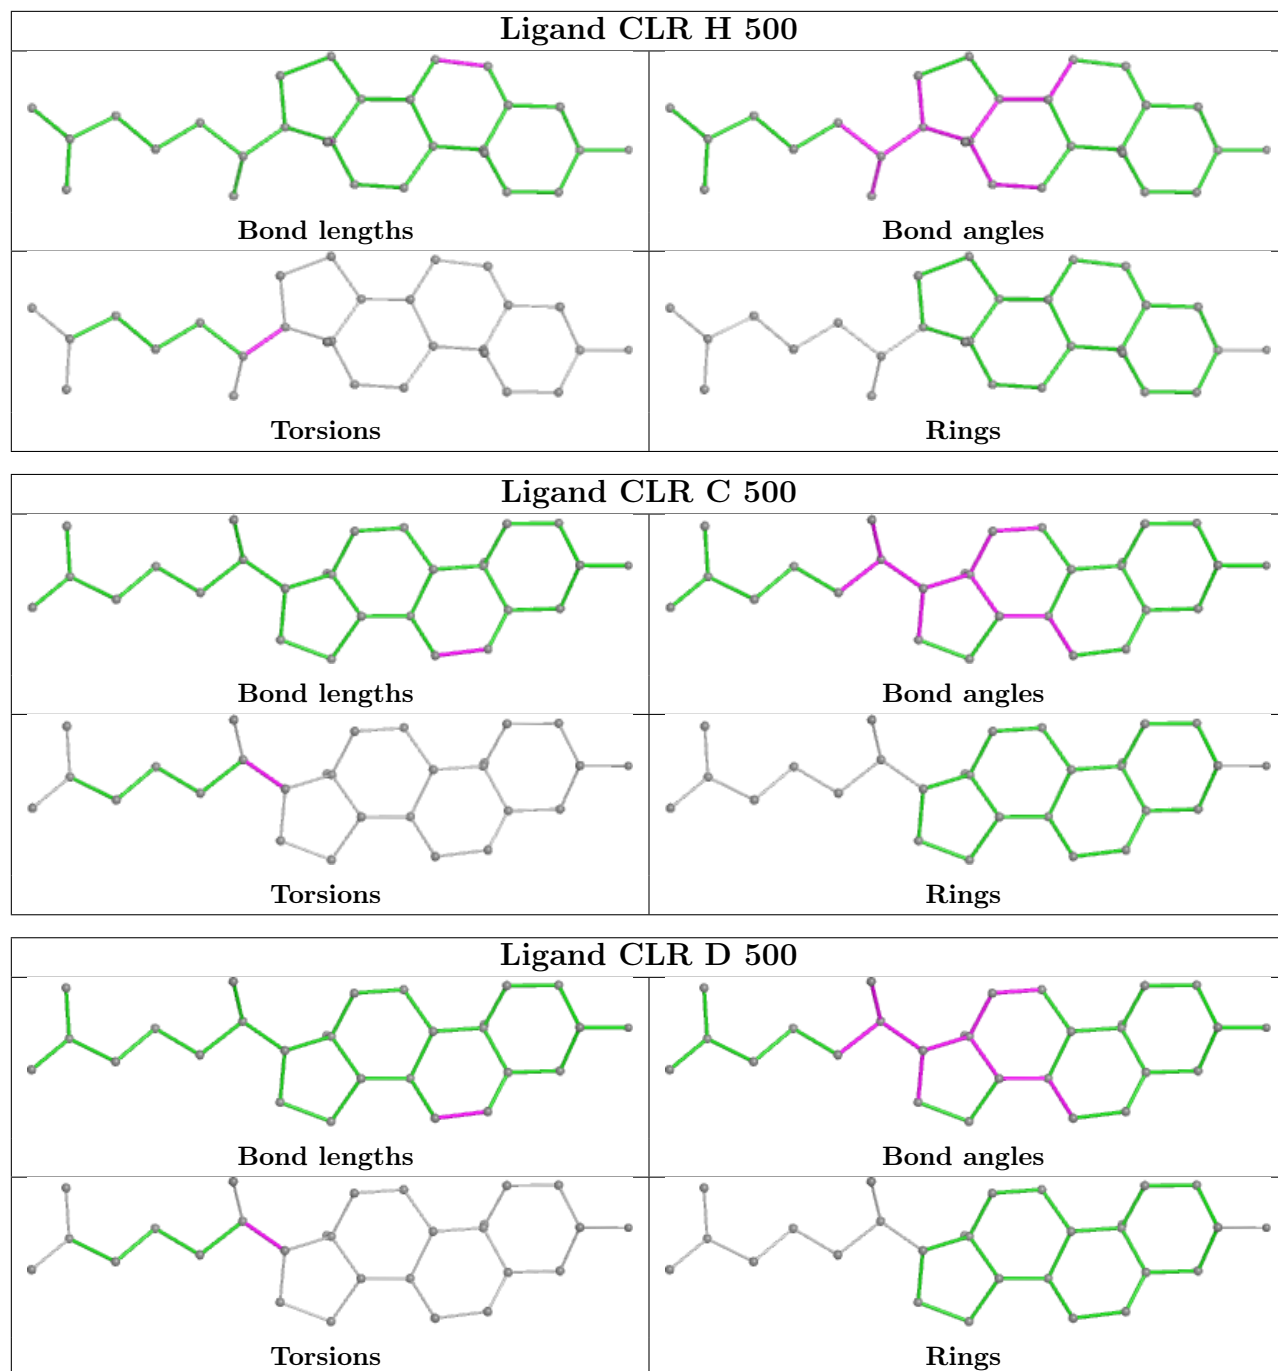 Ligand CLR H 500
Bond lengths
Bond angles
Torsions
Rings
Ligand CLR C 500
Bond lengths
Bond angles
Torsions
Rings
Ligand CLR D 500
Bond lengths
Bond angles
Torsions
Rings